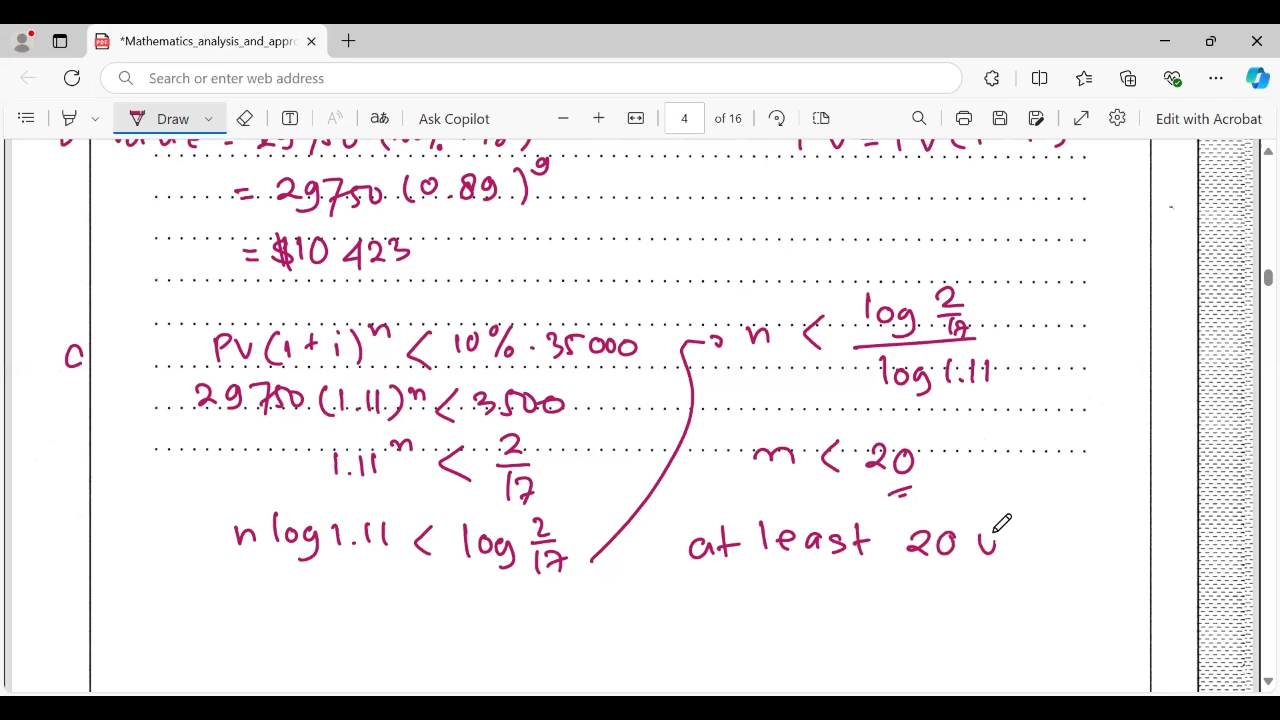 *Mathematics_analysis_and_appro
Search or enter web address
Draw
Ask Copilot
4
of 16
Edit with Acrobat
= 29750 (0.89)^9
= $10 423
c
PV(1 + i)^n < 10% . 35000
29750 (1.11)^n < 3500
1.11^n < 2/17
n log 1.11 < log 2/17
n < log 2/17 / log 1.11
n < 20
at least 20